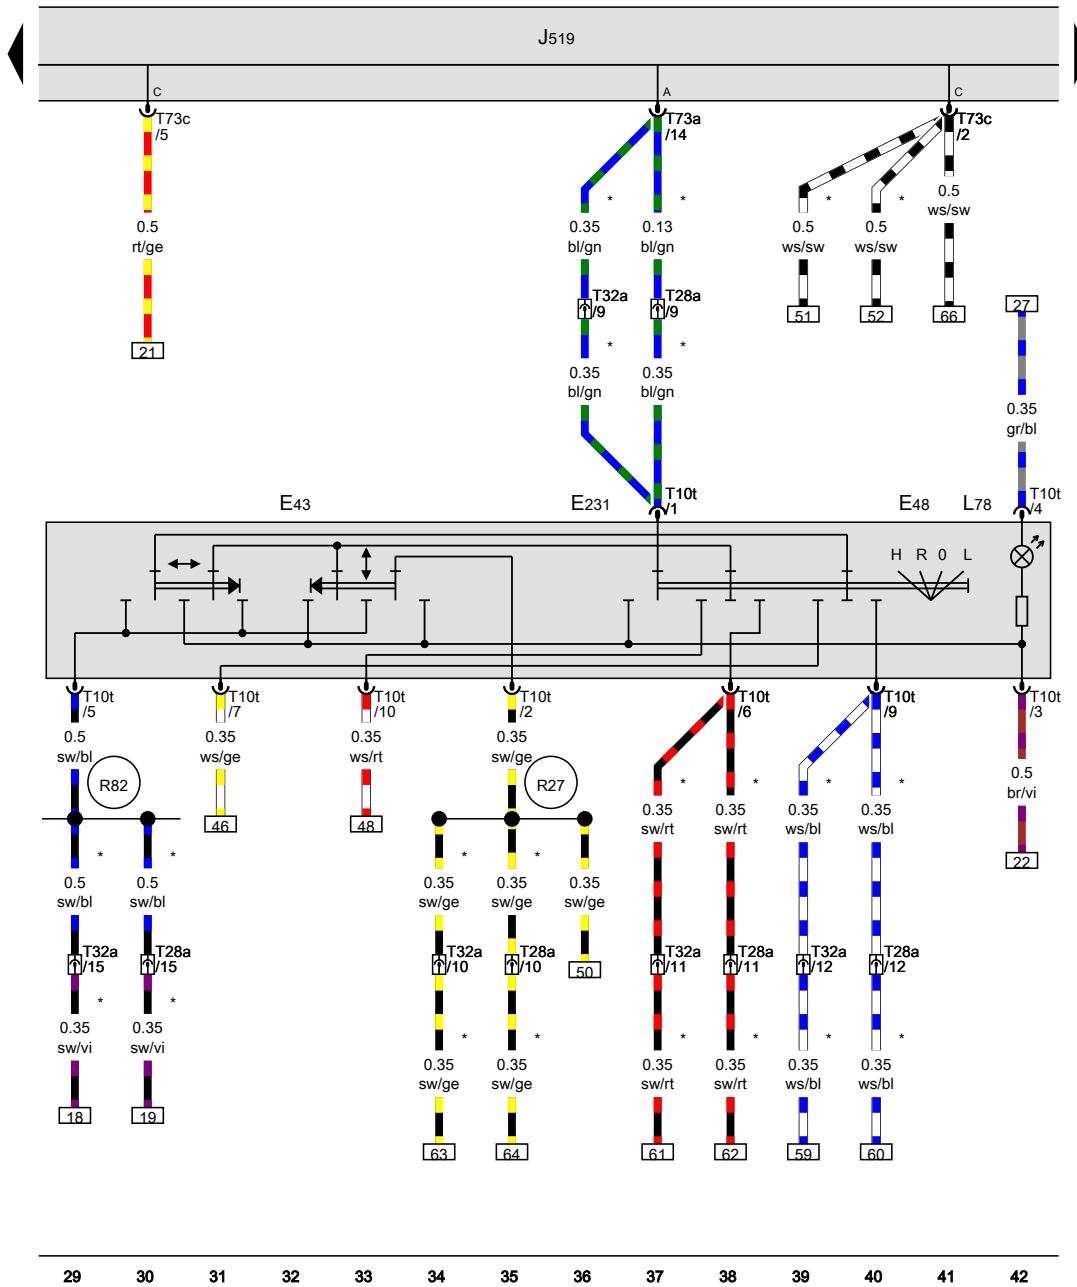 J519
C
A
C
T73c
/5
T73a
/14
T73c
/2
*
*
*
*
0.5
ws/sw
0.5
rt/ge
0.35
bl/gn
0.13
bl/gn
0.5
ws/sw
0.5
ws/sw
T32a
/9
T28a
/9
51
52
66
27
21
*
*
0.35
bl/gn
0.35
bl/gn
0.35
gr/bl
E43
E231
T10t
/1
E48
L78
T10t
/4
H R 0 L
T10t
/5
T10t
/7
T10t
/10
T10t
/2
T10t
/6
T10t
/9
T10t
/3
0.5
sw/bl
0.35
ws/ge
0.35
ws/rt
0.35
sw/ge
0.5
br/vi
R82
R27
*
*
*
*
0.35
sw/rt
0.35
sw/rt
0.35
ws/bl
0.35
ws/bl
46
48
22
*
*
*
*
0.5
sw/bl
0.5
sw/bl
0.35
sw/ge
0.35
sw/ge
0.35
sw/ge
T32a
/15
T28a
/15
T32a
/10
T28a
/10
50
T32a
/11
T28a
/11
T32a
/12
T28a
/12
*
*
*
*
*
*
*
*
0.35
sw/vi
0.35
sw/vi
0.35
sw/ge
0.35
sw/ge
0.35
sw/rt
0.35
sw/rt
0.35
ws/bl
0.35
ws/bl
18
19
63
64
61
62
59
60
29 30 31 32 33 34 35 36 37 38 39 40 41 42